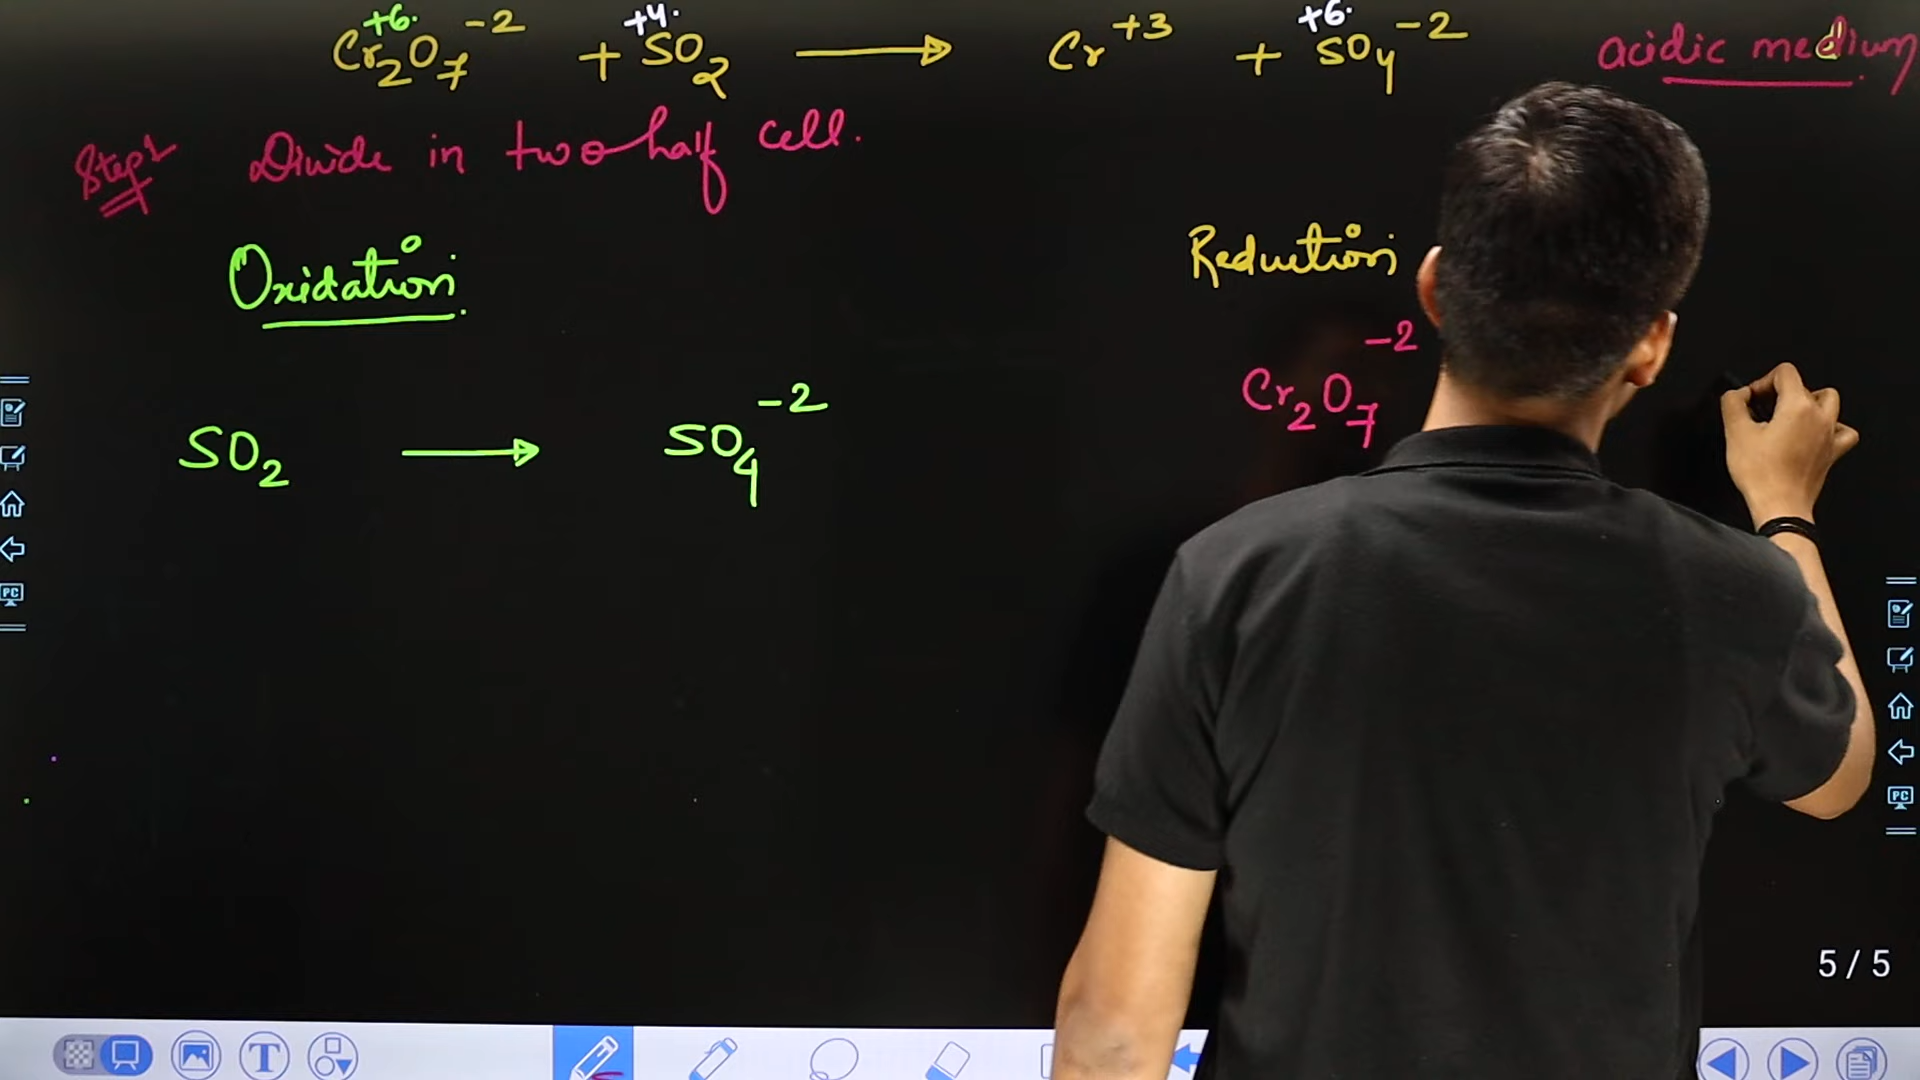 +6. +4. +6.
Cr₂O₇⁻² + SO₂ ⟶ Cr⁺³ + SO₄⁻² acidic medium
Step1 Divide in two half cell.
Oxidation Reduction
SO₂ ⟶ SO₄⁻² Cr₂O₇⁻²
5 / 5